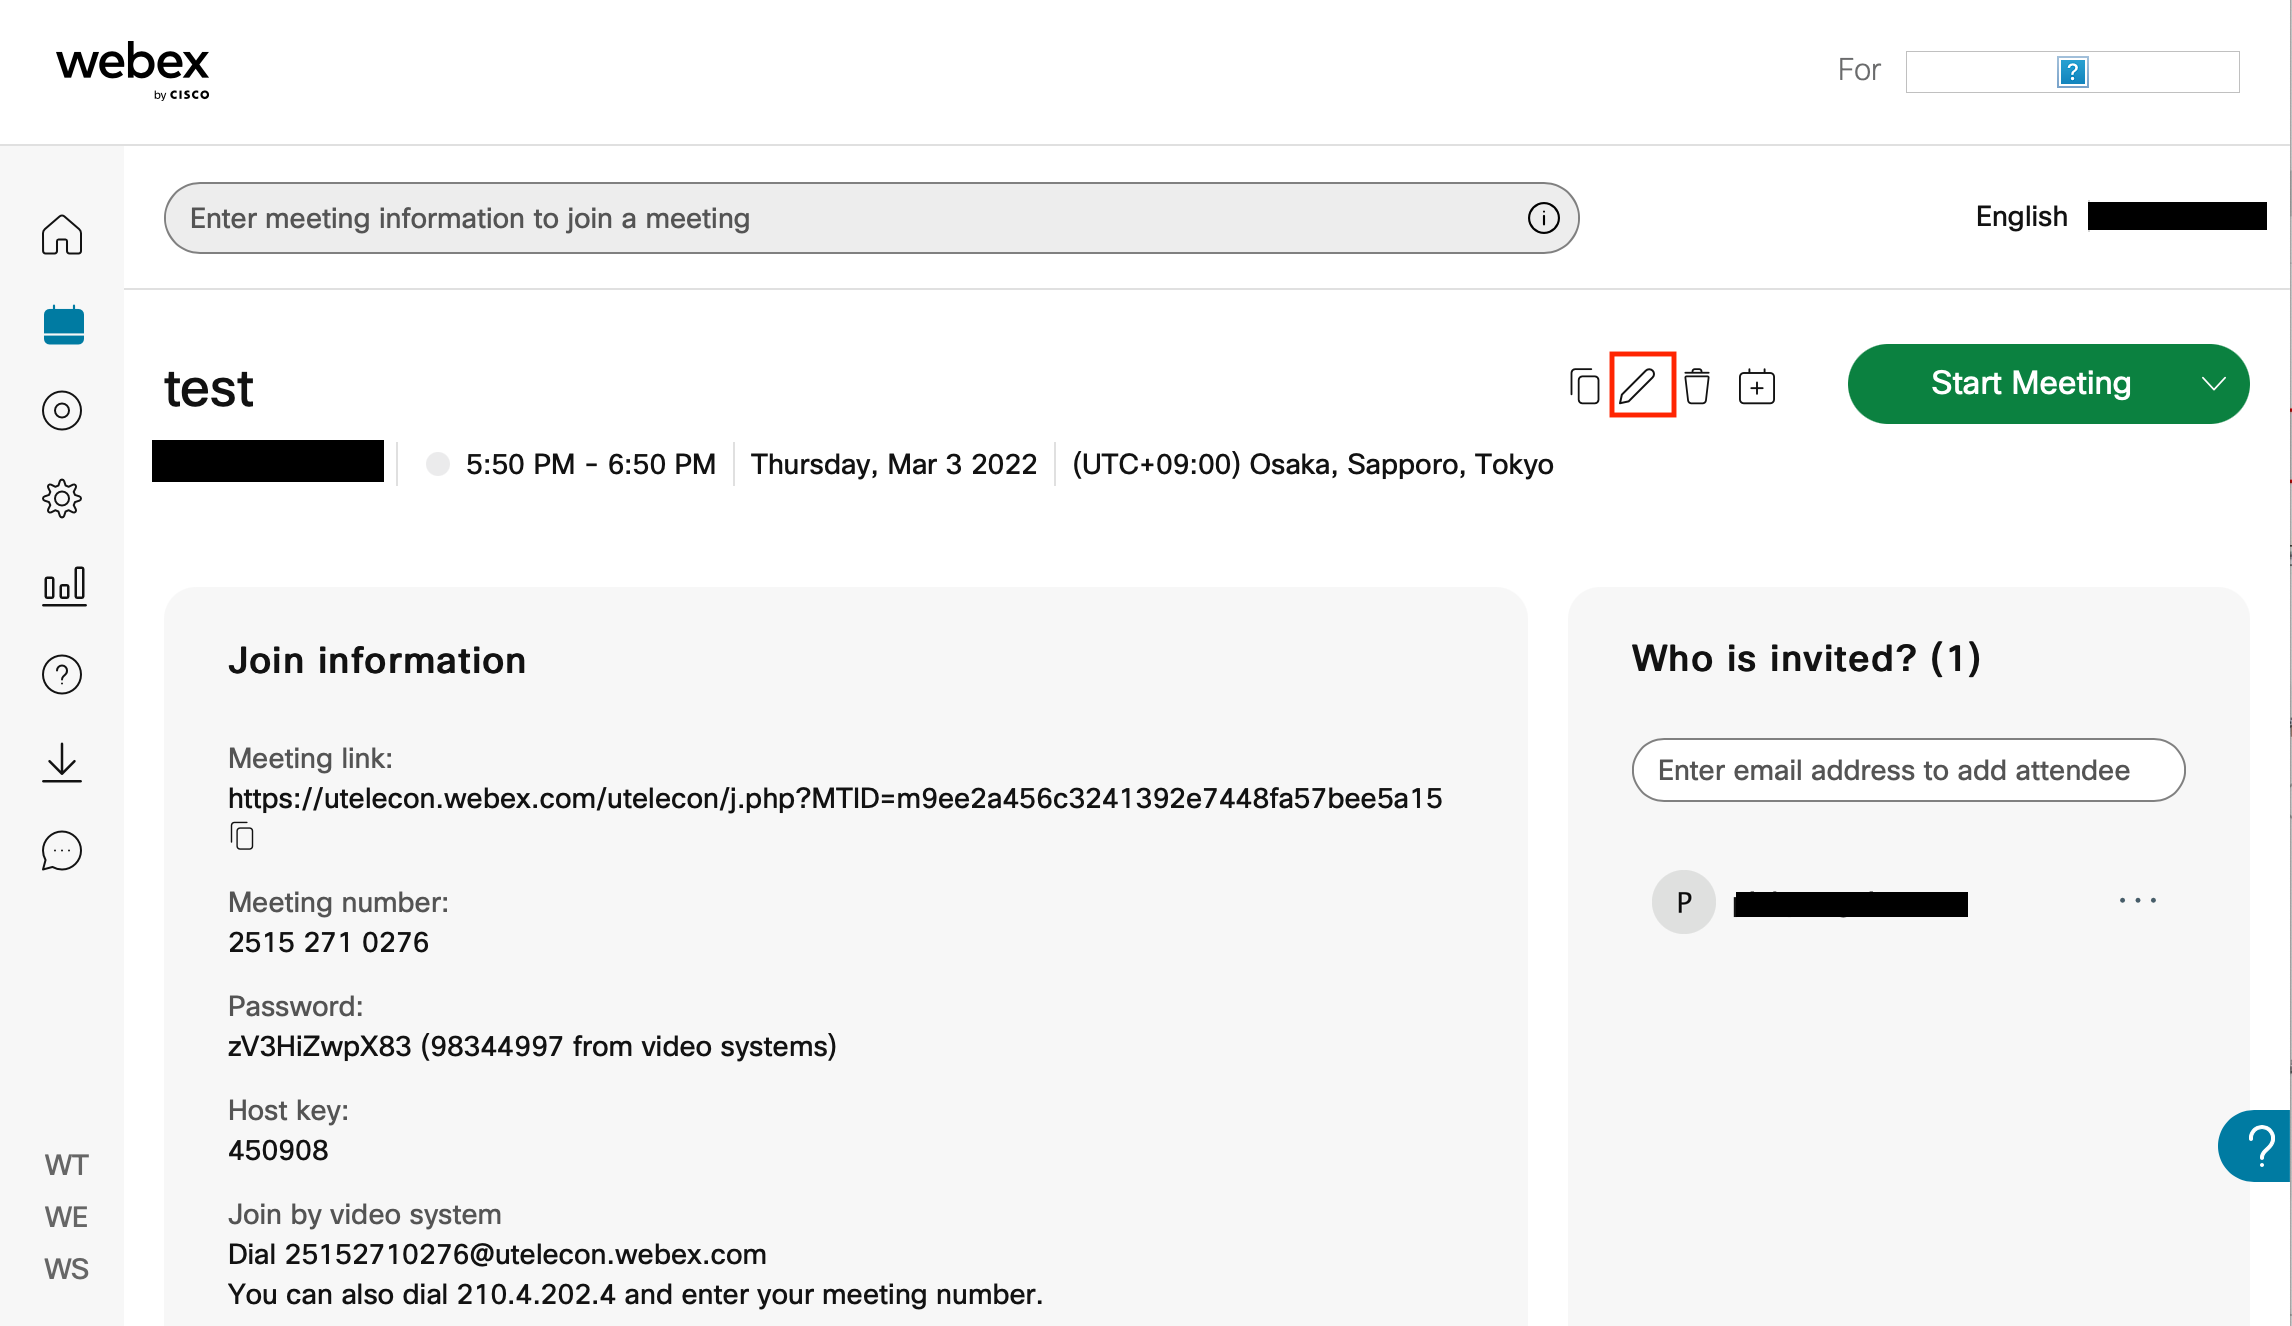 webex
by CISCO
For
Enter meeting information to join a meeting
English
test
Start Meeting
5:50 PM - 6:50 PM
Thursday, Mar 3 2022
(UTC+09:00) Osaka, Sapporo, Tokyo
Join information
Meeting link:
https://utelecon.webex.com/utelecon/j.php?MTID=m9ee2a456c3241392e7448fa57bee5a15
Meeting number:
2515 271 0276
Password:
zV3HiZwpX83 (98344997 from video systems)
Host key:
450908
Join by video system
Dial 25152710276@utelecon.webex.com
You can also dial 210.4.202.4 and enter your meeting number.
Who is invited? (1)
Enter email address to add attendee
P
WT
WE
WS